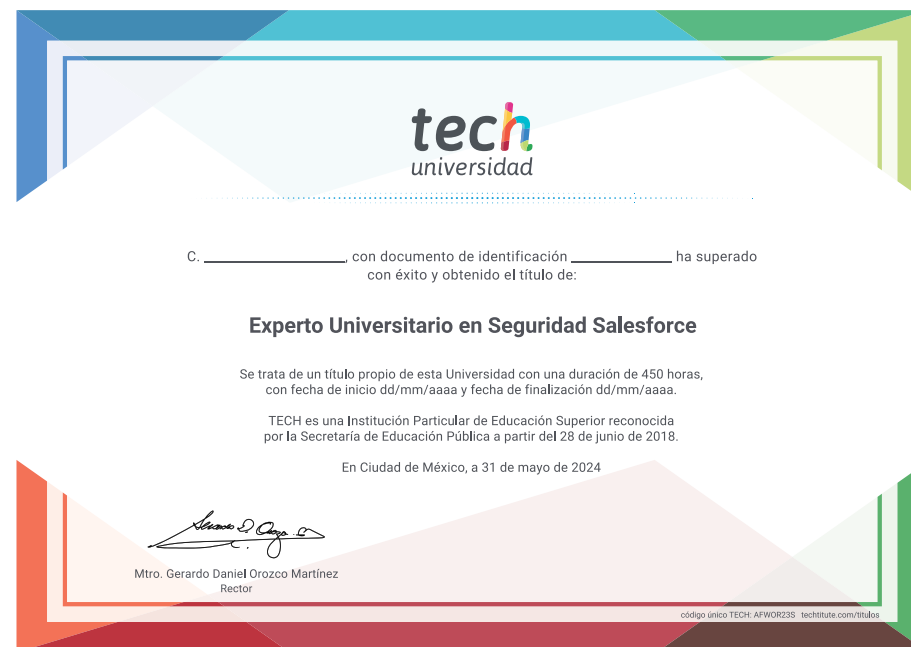 tech
universidad
C. ____________, con documento de identificación ____________ ha superado
con éxito y obtenido el título de:
Experto Universitario en Seguridad Salesforce
Se trata de un título propio de esta Universidad con una duración de 450 horas,
con fecha de inicio dd/mm/aaaa y fecha de finalización dd/mm/aaaa.
TECH es una Institución Particular de Educación Superior reconocida
por la Secretaría de Educación Pública a partir del 28 de junio de 2018.
En Ciudad de México, a 31 de mayo de 2024
Mtro. Gerardo Daniel Orozco Martínez
Rector
código único TECH: AFWOR23S techtitute.com/titulos